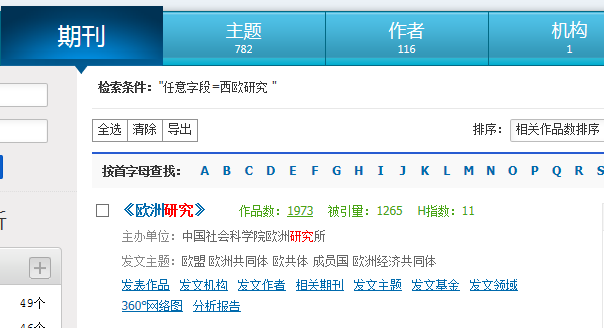 期刊 主题 作者 机构
782 116 1
检索条件："任意字段=西欧研究 "
全选 清除 导出 排序： 相关作品数排序
按首字母查找： A B C D E F G H I J K L M N O P Q R S
《欧洲研究》 作品数：1973 被引量：1265 H指数：11
主办单位：中国社会科学院欧洲研究所
发文主题：欧盟 欧洲共同体 欧共体 成员国 欧洲经济共同体
发表作品 发文机构 发文作者 相关期刊 发文主题 发文基金 发文领域
49个 360°网络图 分析报告